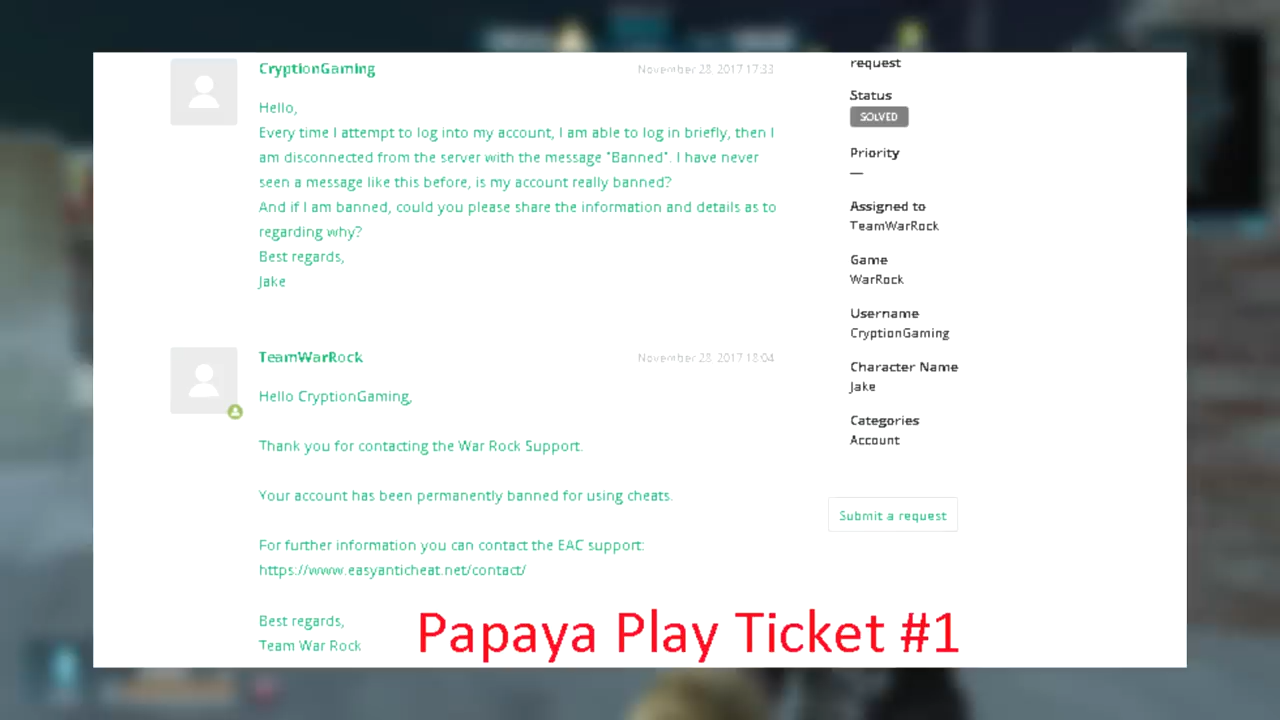 CryptionGaming
November 28, 2017 17:33
Hello,
Every time I attempt to log into my account, I am able to log in briefly, then I
am disconnected from the server with the message "Banned". I have never
seen a message like this before, is my account really banned?
And if I am banned, could you please share the information and details as to
regarding why?
Best regards,
Jake
TeamWarRock
November 28, 2017 18:04
Hello CryptionGaming,
Thank you for contacting the War Rock Support.
Your account has been permanently banned for using cheats.
For further information you can contact the EAC support:
https://www.easyanticheat.net/contact/
Best regards,
Team War Rock
request
Status
SOLVED
Priority
—
Assigned to
TeamWarRock
Game
WarRock
Username
CryptionGaming
Character Name
Jake
Categories
Account
Submit a request
Papaya Play Ticket #1